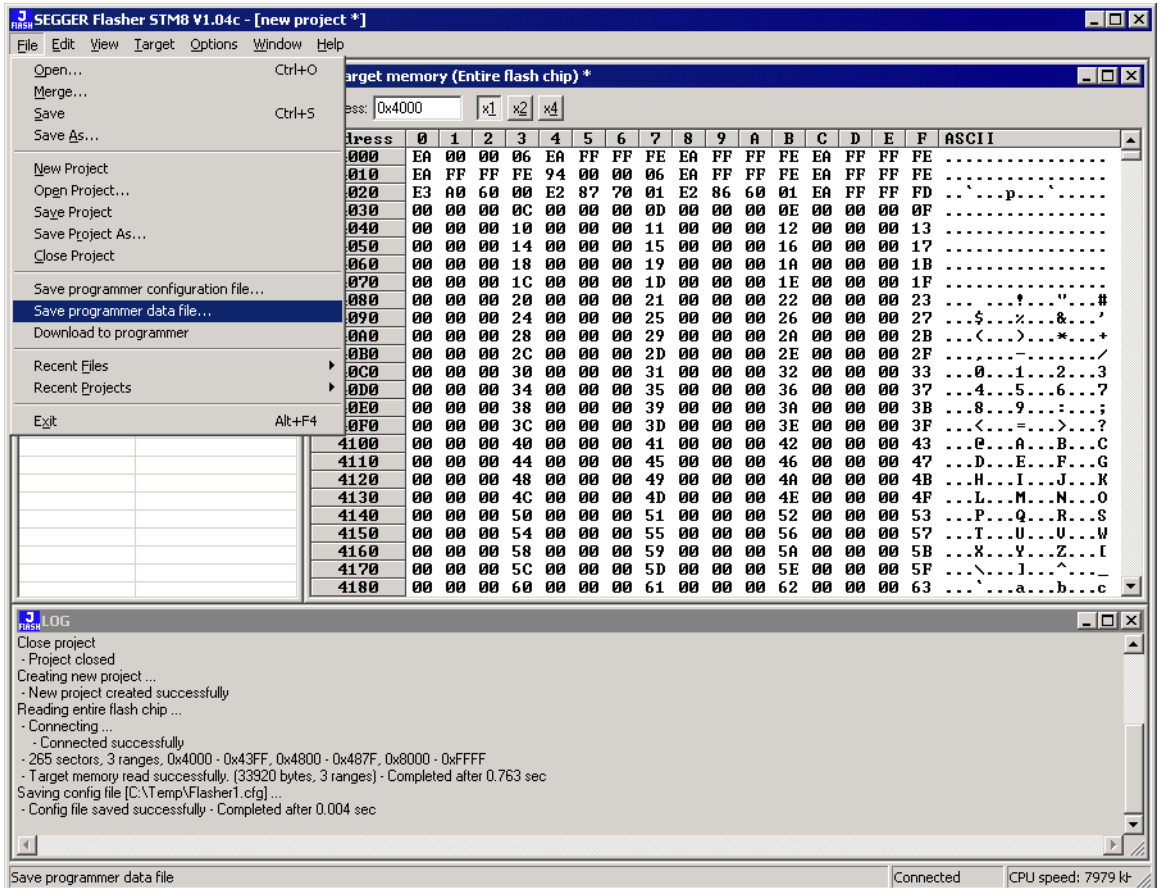 SEGGER Flasher STM8 V1.04c - [new project *]
File Edit View Target Options Window Help
Open... Ctrl+O
Merge...
Save Ctrl+S
Save As...
New Project
Open Project...
Save Project
Save Project As...
Close Project
Save programmer configuration file...
Save programmer data file...
Download to programmer
Recent Files
Recent Projects
Exit Alt+F4
arget memory (Entire flash chip) *
ess: 0x4000 x1 x2 x4
dress 0 1 2 3 4 5 6 7 8 9 A B C D E F ASCII
000 EA 00 00 06 EA FF FF FE EA FF FF FE EA FF FF FE ................
010 EA FF FF FE 94 00 00 06 EA FF FF FE EA FF FF FE ................
020 E3 A0 60 00 E2 87 70 01 E2 86 60 01 EA FF FF FD ..`...p...`.....
030 00 00 00 0C 00 00 00 0D 00 00 00 0E 00 00 00 0F ................
040 00 00 00 10 00 00 00 11 00 00 00 12 00 00 00 13 ................
050 00 00 00 14 00 00 00 15 00 00 00 16 00 00 00 17 ................
060 00 00 00 18 00 00 00 19 00 00 00 1A 00 00 00 1B ................
070 00 00 00 1C 00 00 00 1D 00 00 00 1E 00 00 00 1F ................
080 00 00 00 20 00 00 00 21 00 00 00 22 00 00 00 23 ... ...!..."...#
090 00 00 00 24 00 00 00 25 00 00 00 26 00 00 00 27 ...$...%...&...'
0A0 00 00 00 28 00 00 00 29 00 00 00 2A 00 00 00 2B ...(...)...*...+
0B0 00 00 00 2C 00 00 00 2D 00 00 00 2E 00 00 00 2F ...,...-......./
0C0 00 00 00 30 00 00 00 31 00 00 00 32 00 00 00 33 ...0...1...2...3
0D0 00 00 00 34 00 00 00 35 00 00 00 36 00 00 00 37 ...4...5...6...7
0E0 00 00 00 38 00 00 00 39 00 00 00 3A 00 00 00 3B ...8...9...:...;
0F0 00 00 00 3C 00 00 00 3D 00 00 00 3E 00 00 00 3F ...<...=...>...?
4100 00 00 00 40 00 00 00 41 00 00 00 42 00 00 00 43 ...@...A...B...C
4110 00 00 00 44 00 00 00 45 00 00 00 46 00 00 00 47 ...D...E...F...G
4120 00 00 00 48 00 00 00 49 00 00 00 4A 00 00 00 4B ...H...I...J...K
4130 00 00 00 4C 00 00 00 4D 00 00 00 4E 00 00 00 4F ...L...M...N...O
4140 00 00 00 50 00 00 00 51 00 00 00 52 00 00 00 53 ...P...Q...R...S
4150 00 00 00 54 00 00 00 55 00 00 00 56 00 00 00 57 ...T...U...V...W
4160 00 00 00 58 00 00 00 59 00 00 00 5A 00 00 00 5B ...X...Y...Z...[
4170 00 00 00 5C 00 00 00 5D 00 00 00 5E 00 00 00 5F ...\...]...^..._
4180 00 00 00 60 00 00 00 61 00 00 00 62 00 00 00 63 ...`...a...b...c
LOG
Close project
- Project closed
Creating new project ...
- New project created successfully
Reading entire flash chip ...
- Connecting ...
- Connected successfully
- 265 sectors, 3 ranges, 0x4000 - 0x43FF, 0x4800 - 0x487F, 0x8000 - 0xFFFF
- Target memory read successfully. (33920 bytes, 3 ranges) - Completed after 0.763 sec
Saving config file [C:\Temp\Flasher1.cfg] ...
- Config file saved successfully - Completed after 0.004 sec
Save programmer data file Connected CPU speed: 7979 kH